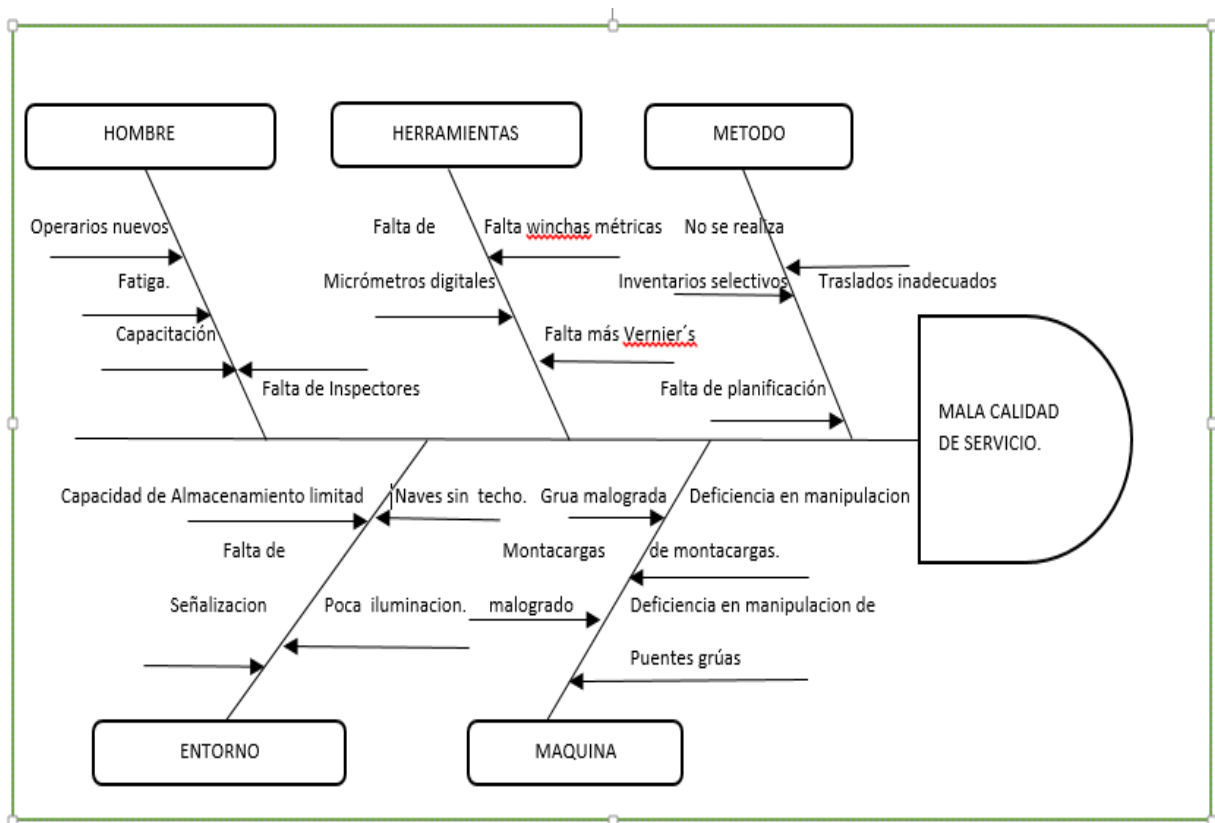 HOMBRE
HERRAMIENTAS
METODO
Operarios nuevos
Fatiga.
Capacitación
Falta de Inspectores
Falta de
Micrómetros digitales
Falta winchas métricas
Falta más Vernier´s
No se realiza
Inventarios selectivos
Traslados inadecuados
Falta de planificación
MALA CALIDAD
DE SERVICIO.
Capacidad de Almacenamiento limitad
Naves sin techo.
Falta de
Señalizacion
Poca iluminacion.
Grua malograda
Montacargas
malogrado
Deficiencia en manipulacion
de montacargas.
Deficiencia en manipulacion de
Puentes grúas
ENTORNO
MAQUINA